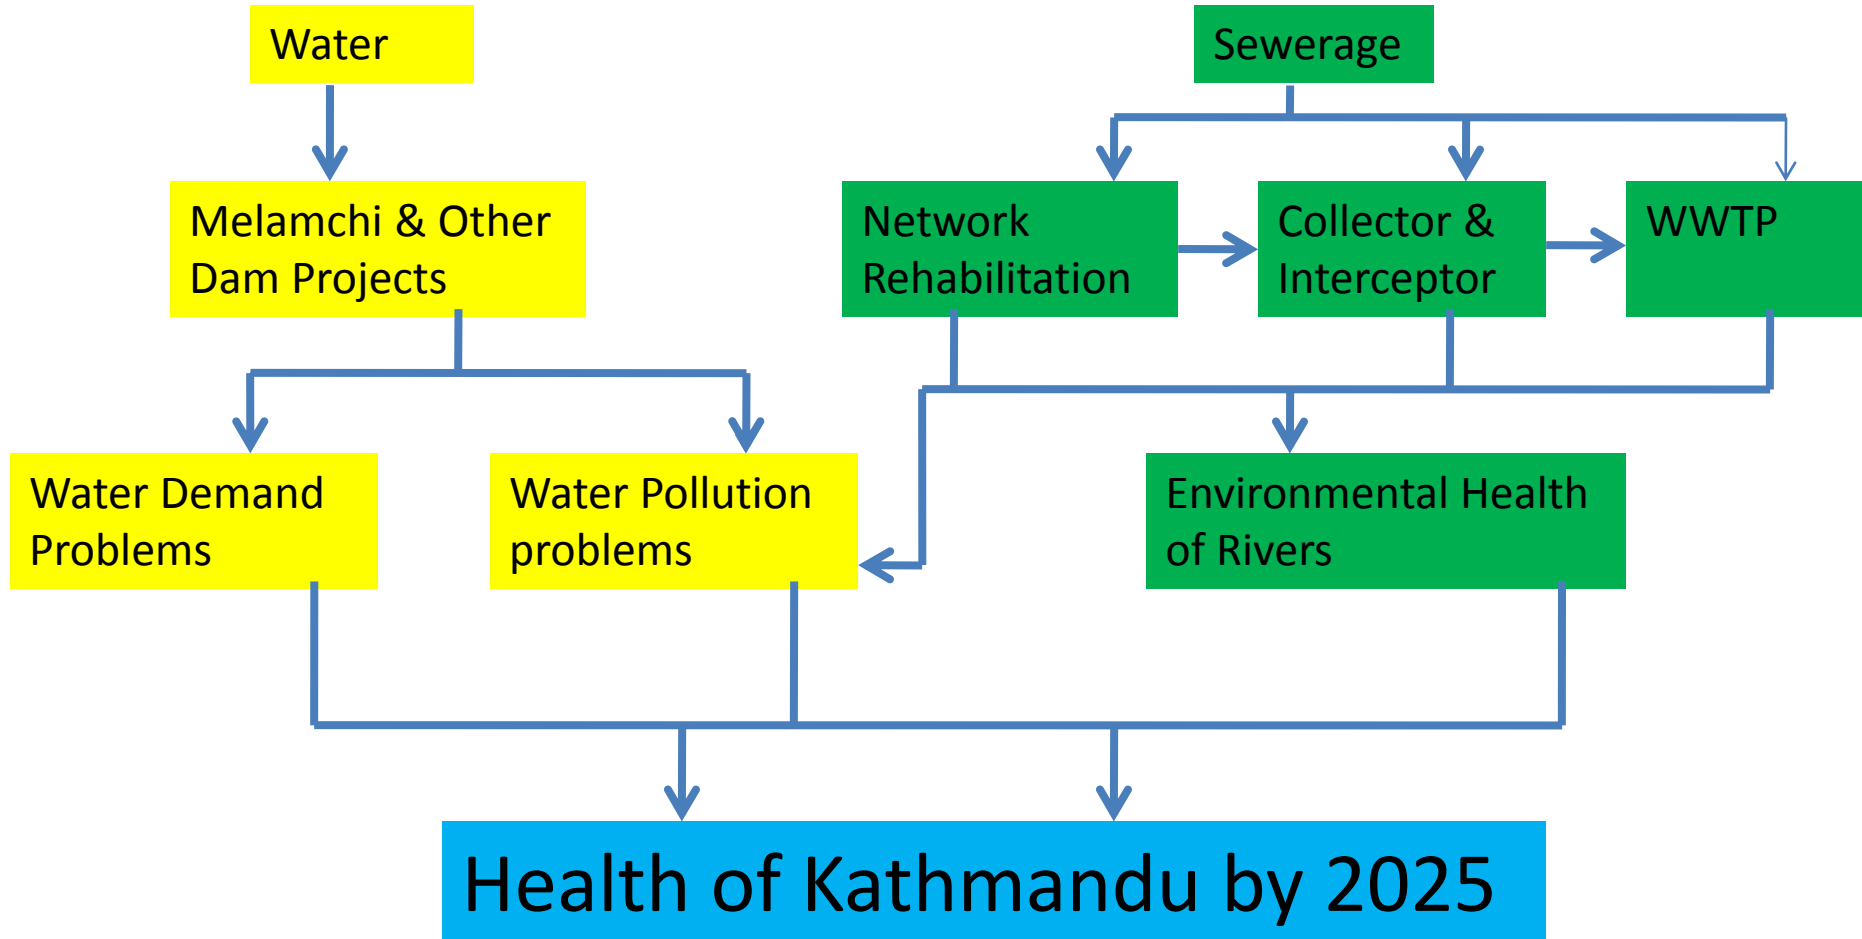 Water
Sewerage
Melamchi & Other
Dam Projects
Network
Rehabilitation
Collector &
Interceptor
WWTP
Water Demand
Problems
Water Pollution
problems
Environmental Health
of Rivers
Health of Kathmandu by 2025